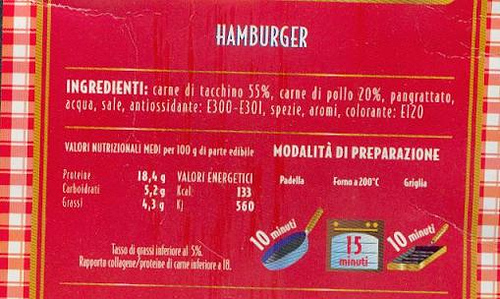 HAMBURGER
INGREDIENTI: carne di tacchino 55%, carne di pollo 20%, pangrattato,
acqua, sale, antiossidante: E300-E301, spezie, aromi, colorante: E120
VALORI NUTRIZIONALI MEDI per 100 g di parte edibile
Proteine 18,4 g VALORI ENERGETICI
Carboidrati 5,2 g Kcal 133
Grassi 4,3 g Kj 560
Tasso di grassi inferiore al 5%.
Rapporto collagene/proteine di carne inferiore a 18.
MODALITÀ DI PREPARAZIONE
Padella Forno a 200°C Griglia
10 minuti 15 minuti 10 minuti